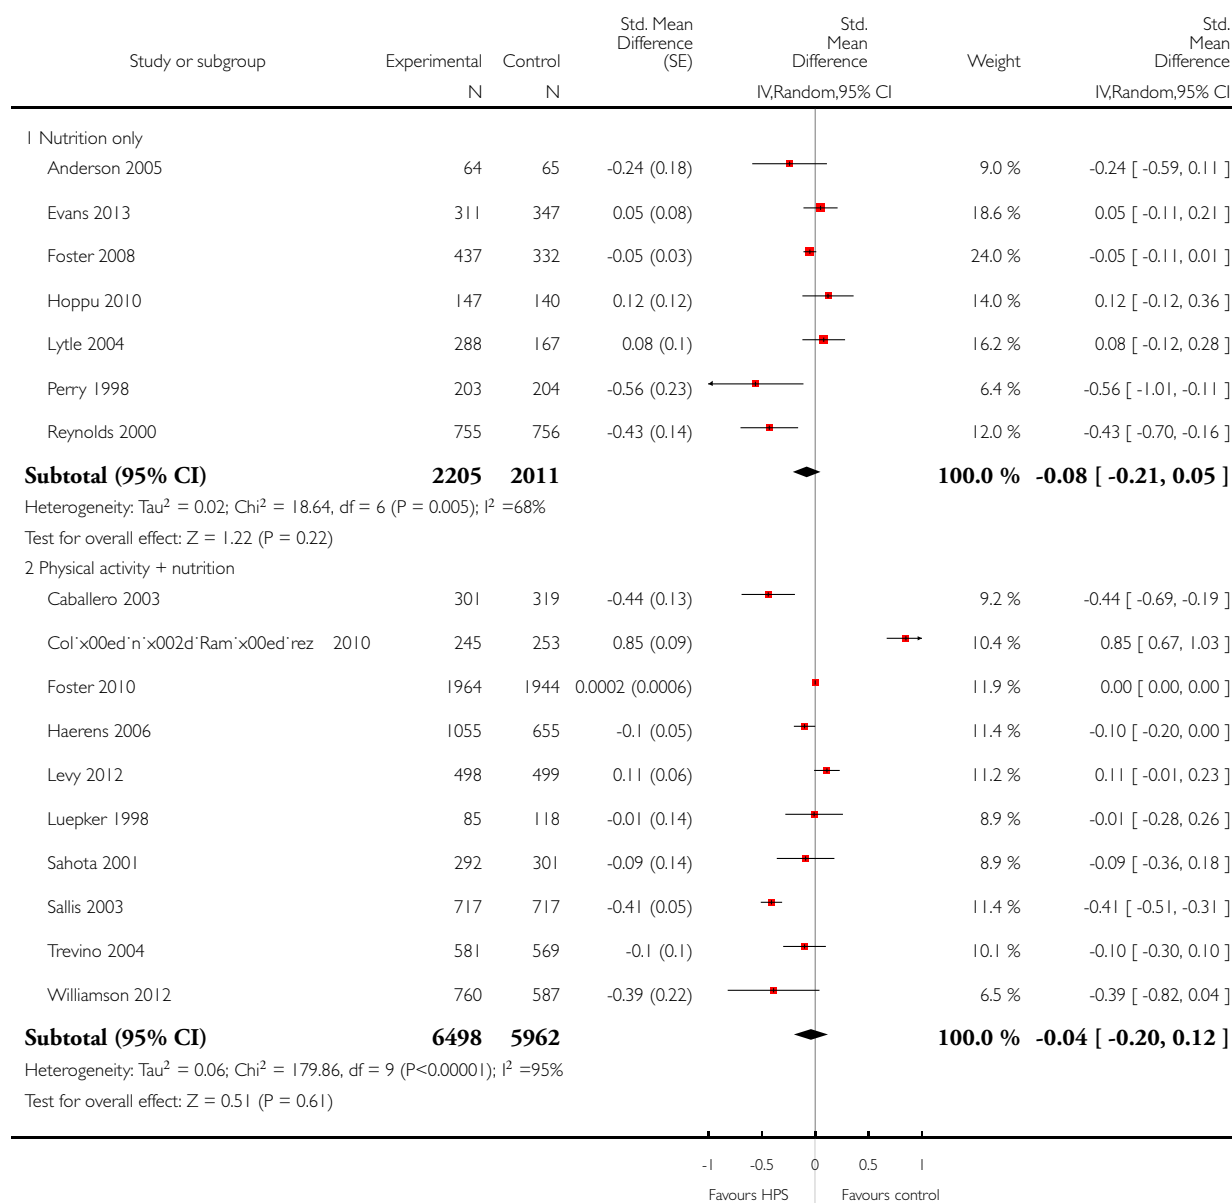 Study or subgroup Experimental Control Std. Mean Difference (SE) Std. Mean Difference Weight Std. Mean Difference
N N IV,Random,95% CI IV,Random,95% CI
1 Nutrition only
Anderson 2005 64 65 -0.24 (0.18) 9.0 % -0.24 [ -0.59, 0.11 ]
Evans 2013 311 347 0.05 (0.08) 18.6 % 0.05 [ -0.11, 0.21 ]
Foster 2008 437 332 -0.05 (0.03) 24.0 % -0.05 [ -0.11, 0.01 ]
Hoppu 2010 147 140 0.12 (0.12) 14.0 % 0.12 [ -0.12, 0.36 ]
Lytle 2004 288 167 0.08 (0.1) 16.2 % 0.08 [ -0.12, 0.28 ]
Perry 1998 203 204 -0.56 (0.23) 6.4 % -0.56 [ -1.01, -0.11 ]
Reynolds 2000 755 756 -0.43 (0.14) 12.0 % -0.43 [ -0.70, -0.16 ]
Subtotal (95% CI) 2205 2011 100.0 % -0.08 [ -0.21, 0.05 ]
Heterogeneity: Tau² = 0.02; Chi² = 18.64, df = 6 (P = 0.005); I² =68%
Test for overall effect: Z = 1.22 (P = 0.22)
2 Physical activity + nutrition
Caballero 2003 301 319 -0.44 (0.13) 9.2 % -0.44 [ -0.69, -0.19 ]
Col˙x00ed˙n˙x002d˙Ram˙x00ed˙rez 2010 245 253 0.85 (0.09) 10.4 % 0.85 [ 0.67, 1.03 ]
Foster 2010 1964 1944 0.0002 (0.0006) 11.9 % 0.00 [ 0.00, 0.00 ]
Haerens 2006 1055 655 -0.1 (0.05) 11.4 % -0.10 [ -0.20, 0.00 ]
Levy 2012 498 499 0.11 (0.06) 11.2 % 0.11 [ -0.01, 0.23 ]
Luepker 1998 85 118 -0.01 (0.14) 8.9 % -0.01 [ -0.28, 0.26 ]
Sahota 2001 292 301 -0.09 (0.14) 8.9 % -0.09 [ -0.36, 0.18 ]
Sallis 2003 717 717 -0.41 (0.05) 11.4 % -0.41 [ -0.51, -0.31 ]
Trevino 2004 581 569 -0.1 (0.1) 10.1 % -0.10 [ -0.30, 0.10 ]
Williamson 2012 760 587 -0.39 (0.22) 6.5 % -0.39 [ -0.82, 0.04 ]
Subtotal (95% CI) 6498 5962 100.0 % -0.04 [ -0.20, 0.12 ]
Heterogeneity: Tau² = 0.06; Chi² = 179.86, df = 9 (P<0.00001); I² =95%
Test for overall effect: Z = 0.51 (P = 0.61)
-1 -0.5 0 0.5 1
Favours HPS Favours control